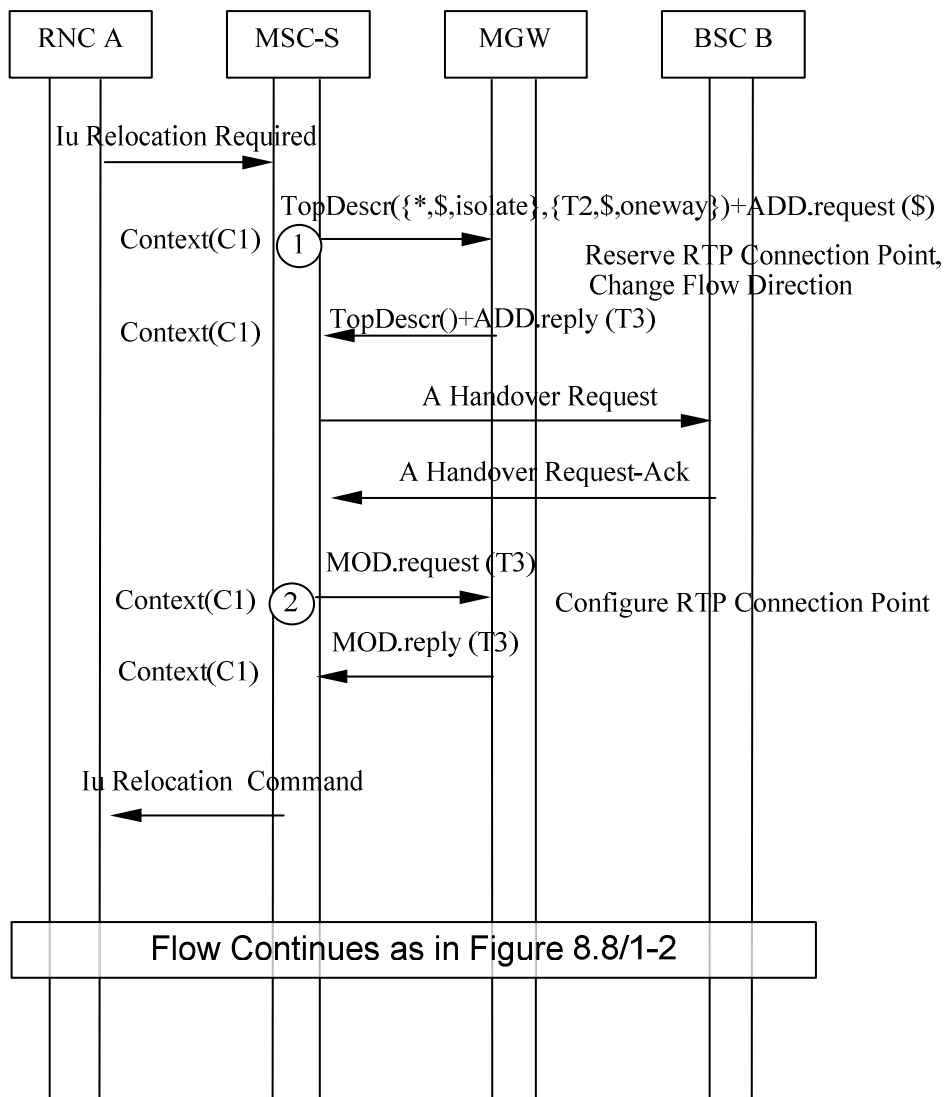 RNC A
MSC-S
MGW
BSC B
Iu Relocation Required
TopDescr({*,$,isolate},{T2,$,oneway})+ADD.request ($)
Context(C1)
1
Reserve RTP Connection Point,
Change Flow Direction
TopDescr()+ADD.reply (T3)
Context(C1)
A Handover Request
A Handover Request-Ack
MOD.request (T3)
Context(C1)
2
Configure RTP Connection Point
MOD.reply (T3)
Context(C1)
Iu Relocation Command
Flow Continues as in Figure 8.8/1-2